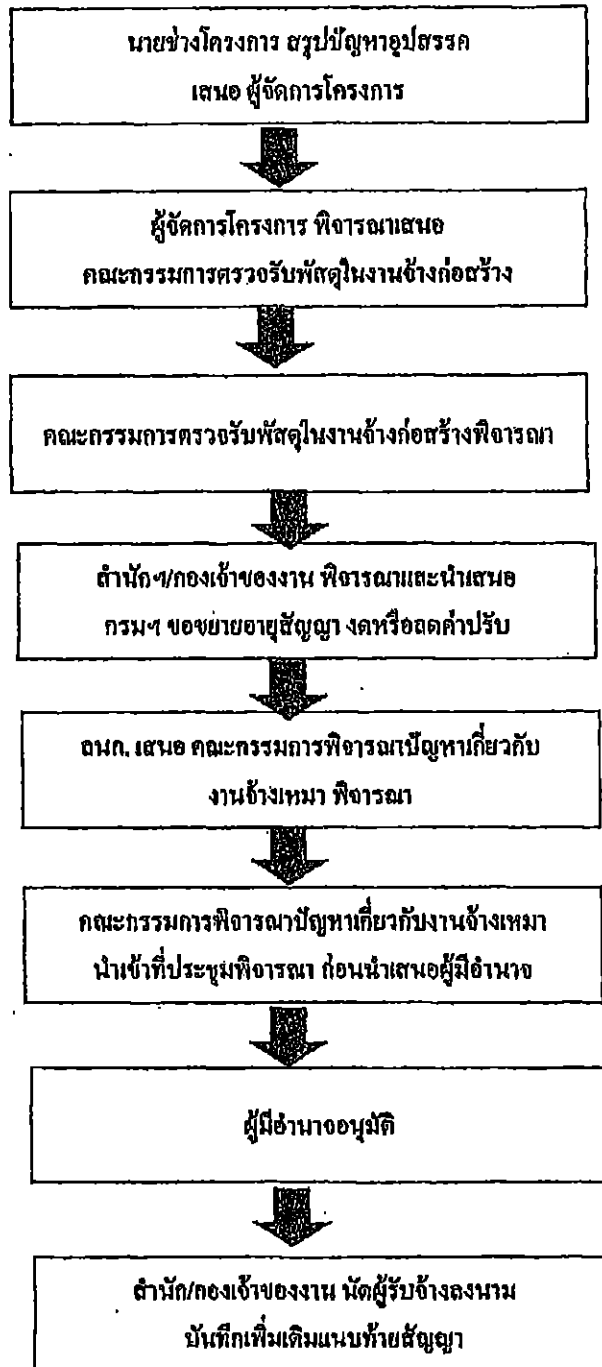 นายช่างโครงการ สรุปปัญหาอุปสรรค
เสนอ ผู้จัดการโครงการ
ผู้จัดการโครงการ พิจารณาเสนอ
คณะกรรมการตรวจรับพัสดุในงานจ้างก่อสร้าง
คณะกรรมการตรวจรับพัสดุในงานจ้างก่อสร้างพิจารณา
สำนักฯ/กองเจ้าของงาน พิจารณาและนำเสนอ
กรมฯ ขอขยายอายุสัญญา งดหรือลดค่าปรับ
เสนอ คณะกรรมการพิจารณาปัญหาเกี่ยวกับ
งานจ้างเหมา พิจารณา
คณะกรรมการพิจารณาปัญหาเกี่ยวกับงานจ้างเหมา
นำเข้าที่ประชุมพิจารณา ก่อนนำเสนอผู้มีอำนาจ
ผู้มีอำนาจอนุมัติ
สำนัก/กองเจ้าของงาน นัดผู้รับจ้างลงนาม
บันทึกเพิ่มเติมแนบท้ายสัญญา